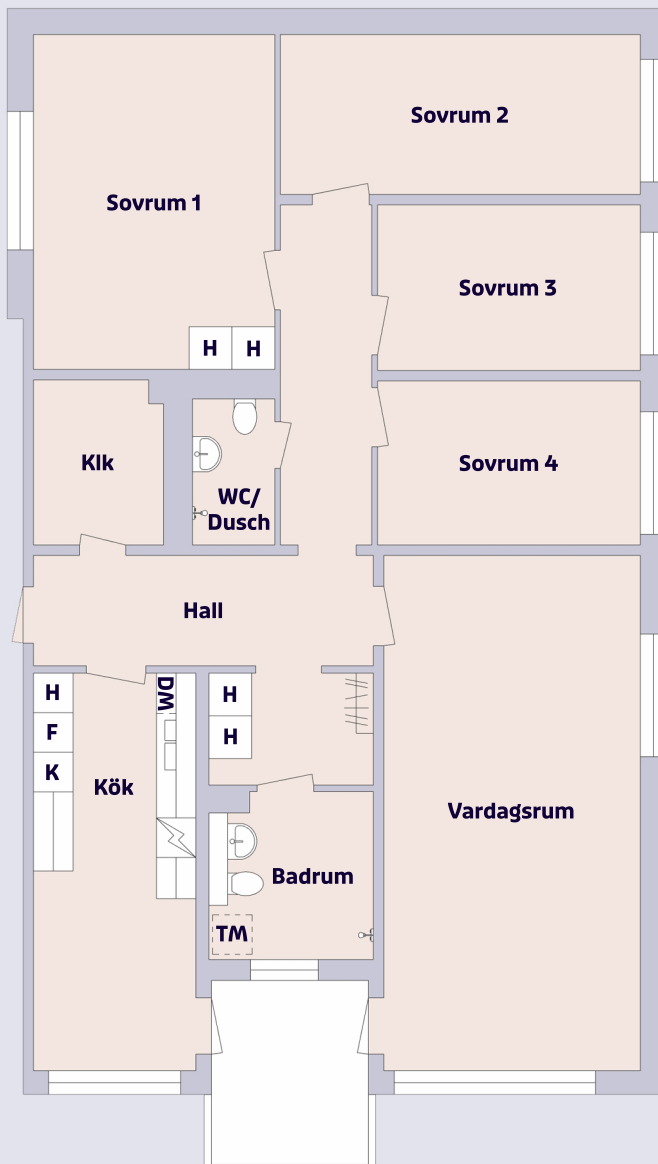 Sovrum 2
Sovrum 1
Sovrum 3
H H
Klk
Sovrum 4
WC/
Dusch
Hall
H
DM
H
F
H
K
Kök
Vardagsrum
Badrum
TM